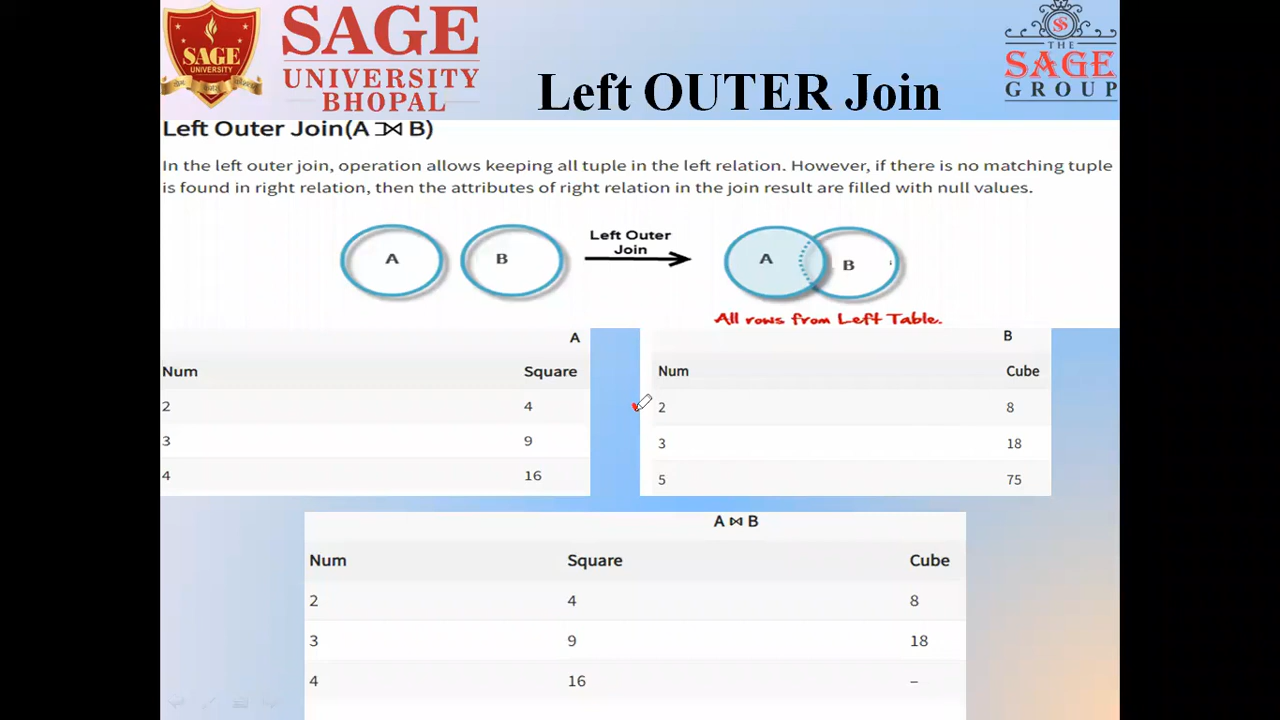 SAGE
UNIVERSITY
SAGE
UNIVERSITY
BHOPAL
Left OUTER Join
THE
SAGE
GROUP
Left Outer Join(A ⟕ B)
In the left outer join, operation allows keeping all tuple in the left relation. However, if there is no matching tuple
is found in right relation, then the attributes of right relation in the join result are filled with null values.
A B Left Outer
Join A B
All rows from Left Table.
A
Num Square
2 4
3 9
4 16
B
Num Cube
2 8
3 18
5 75
A ⋈ B
Num Square Cube
2 4 8
3 9 18
4 16 –